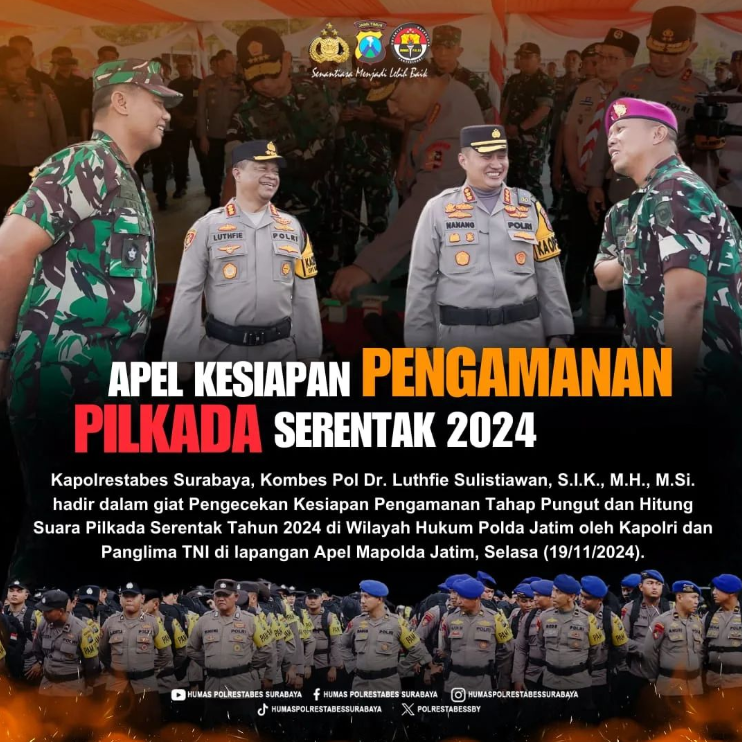 JAWA TIMUR
Senantiasa Menjadi Lebih Baik
POLRI
LUTHFIE
POLRI
NANANG
POLRI
APEL KESIAPAN PENGAMANAN
PILKADA SERENTAK 2024
Kapolrestabes Surabaya, Kombes Pol Dr. Luthfie Sulistiawan, S.I.K., M.H., M.Si.
hadir dalam giat Pengecekan Kesiapan Pengamanan Tahap Pungut dan Hitung
Suara Pilkada Serentak Tahun 2024 di Wilayah Hukum Polda Jatim oleh Kapolri dan
Panglima TNI di lapangan Apel Mapolda Jatim, Selasa (19/11/2024).
HUMAS POLRESTABES SURABAYA
HUMAS POLRESTABES SURABAYA
HUMASPOLRESTABESSURABAYA
HUMASPOLRESTABESSURABAYA
POLRESTABESSBY